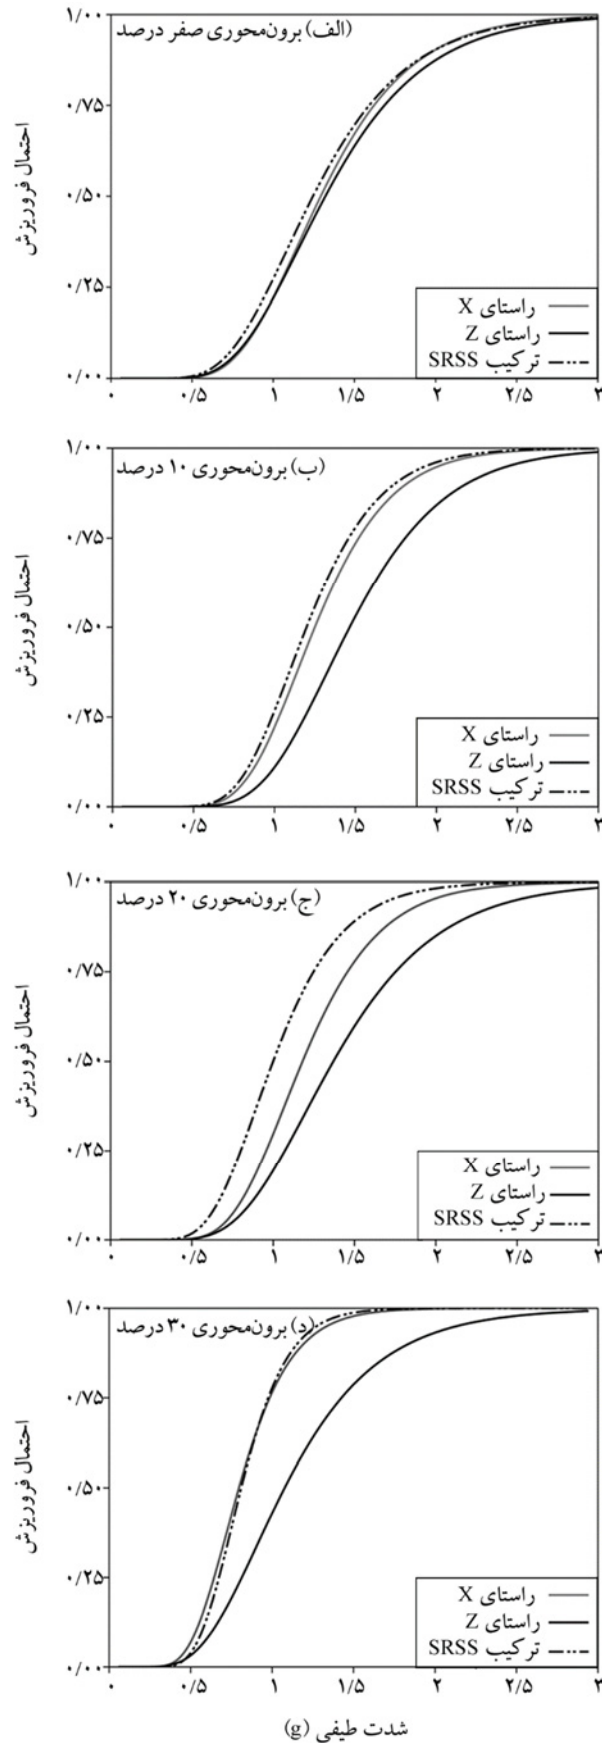 الف) برون‌محوری صفر درصد)
احتمال فروریزش
۱/۰۰
۰/۷۵
۰/۵۰
۰/۲۵
۰/۰۰
راستای X
راستای Z
ترکیب SRSS
۰ ۰/۵ ۱ ۱/۵ ۲ ۲/۵ ۳
(ب) برون‌محوری ۱۰ درصد
احتمال فروریزش
۱/۰۰
۰/۷۵
۰/۵۰
۰/۲۵
۰/۰۰
راستای X
راستای Z
ترکیب SRSS
۰ ۰/۵ ۱ ۱/۵ ۲ ۲/۵ ۳
(ج) برون‌محوری ۲۰ درصد
احتمال فروریزش
۱/۰۰
۰/۷۵
۰/۵۰
۰/۲۵
۰/۰۰
راستای X
راستای Z
ترکیب SRSS
۰ ۰/۵ ۱ ۱/۵ ۲ ۲/۵ ۳
(د) برون‌محوری ۳۰ درصد
احتمال فروریزش
۱/۰۰
۰/۷۵
۰/۵۰
۰/۲۵
۰/۰۰
راستای X
راستای Z
ترکیب SRSS
۰ ۰/۵ ۱ ۱/۵ ۲ ۲/۵ ۳
شدت طیفی (g)